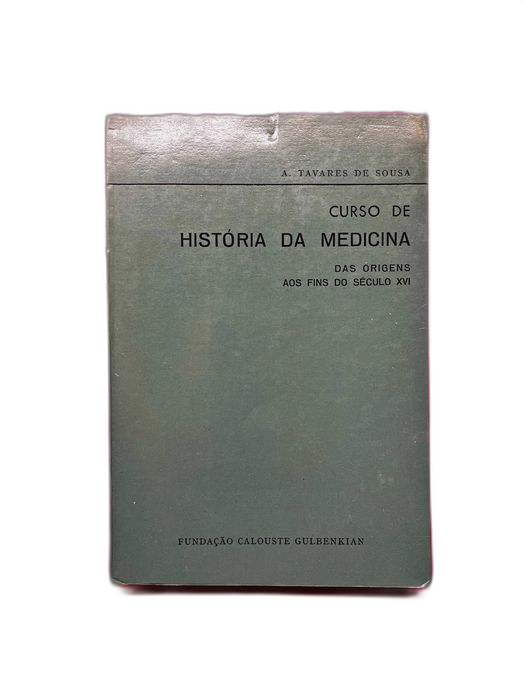 A. TAVARES DE SOUSA
CURSO DE
HISTÓRIA DA MEDICINA
DAS ORIGENS
AOS FINS DO SÉCULO XVI
FUNDAÇÃO CALOUSTE GULBENKIAN